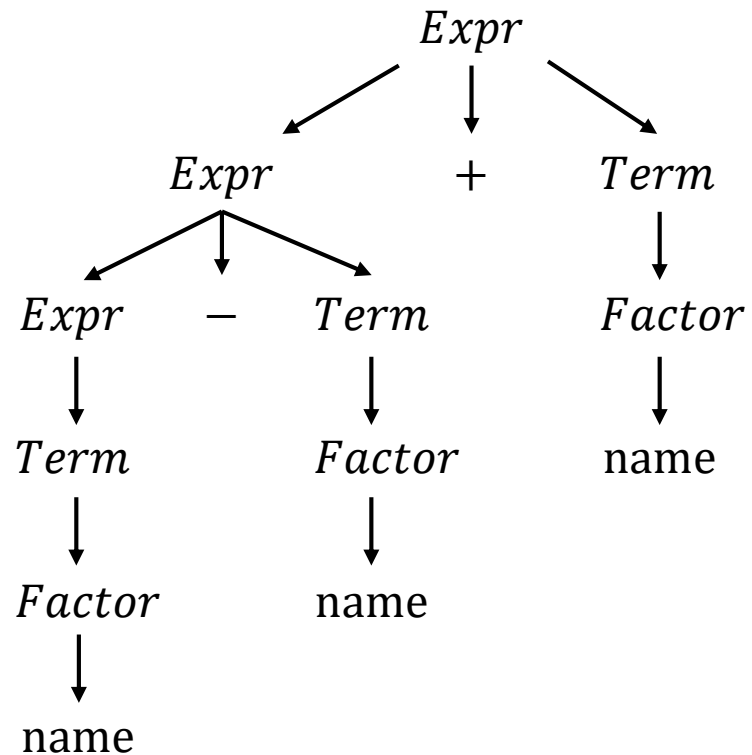 Expr
Expr + Term
Expr − Term Factor
Term Factor name
Factor name
name